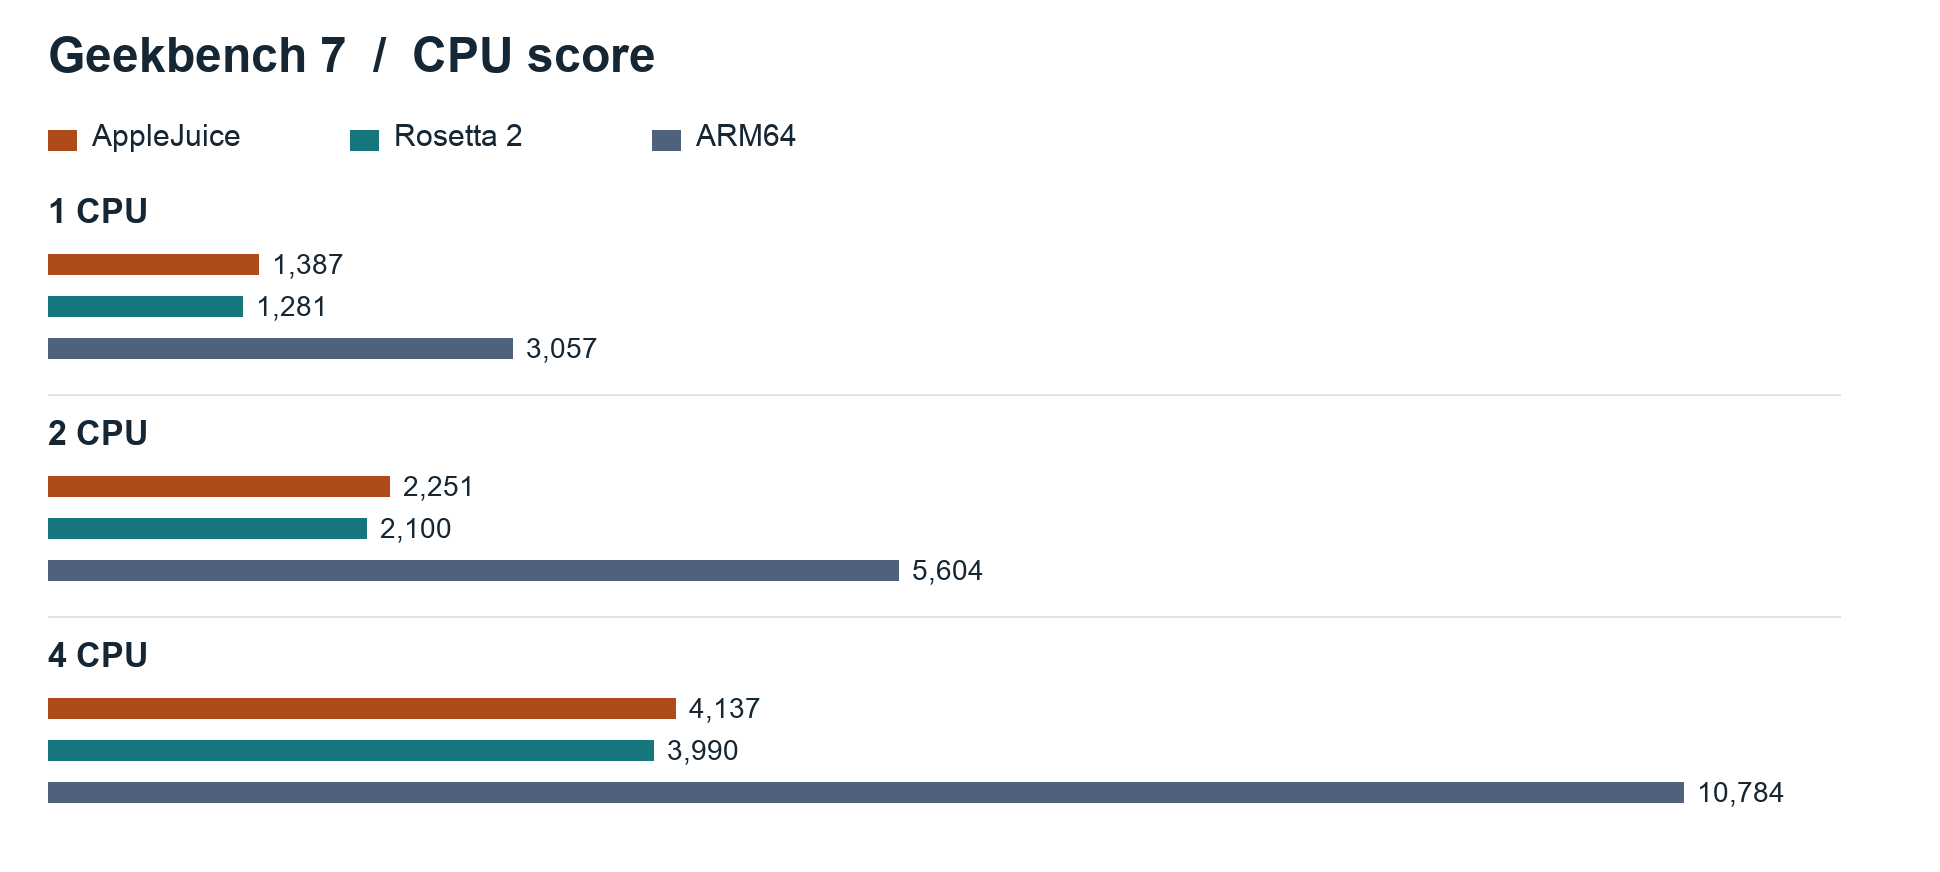 Geekbench 7 / CPU score
AppleJuice Rosetta 2 ARM64
1 CPU
1,387
1,281
3,057
2 CPU
2,251
2,100
5,604
4 CPU
4,137
3,990
10,784